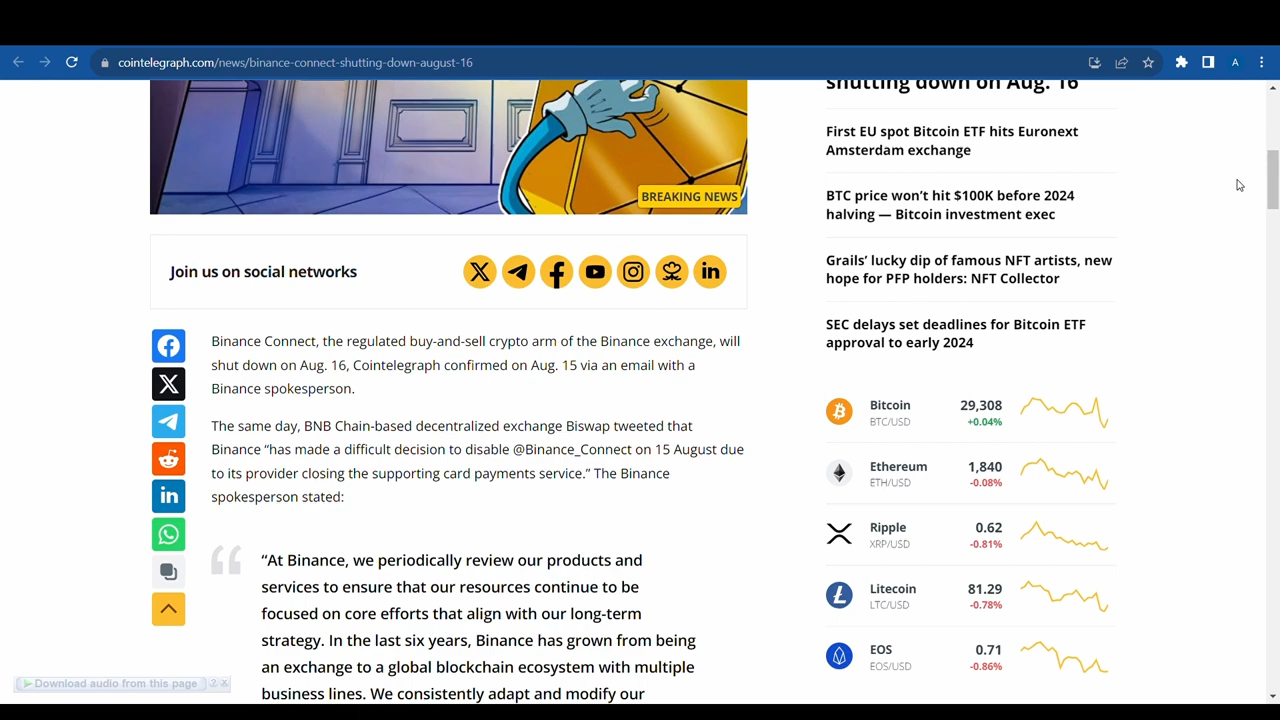 cointelegraph.com/news/binance-connect-shutting-down-august-16
A
BREAKING NEWS
Join us on social networks
Binance Connect, the regulated buy-and-sell crypto arm of the Binance exchange, will
shut down on Aug. 16, Cointelegraph confirmed on Aug. 15 via an email with a
Binance spokesperson.
The same day, BNB Chain-based decentralized exchange Biswap tweeted that
Binance “has made a difficult decision to disable @Binance_Connect on 15 August due
to its provider closing the supporting card payments service.” The Binance
spokesperson stated:
“At Binance, we periodically review our products and
services to ensure that our resources continue to be
focused on core efforts that align with our long-term
strategy. In the last six years, Binance has grown from being
an exchange to a global blockchain ecosystem with multiple
business lines. We consistently adapt and modify our
shutting down on Aug. 16
First EU spot Bitcoin ETF hits Euronext
Amsterdam exchange
BTC price won’t hit $100K before 2024
halving — Bitcoin investment exec
Grails’ lucky dip of famous NFT artists, new
hope for PFP holders: NFT Collector
SEC delays set deadlines for Bitcoin ETF
approval to early 2024
Bitcoin 29,308
BTC/USD +0.04%
Ethereum 1,840
ETH/USD -0.08%
Ripple 0.62
XRP/USD -0.81%
Litecoin 81.29
LTC/USD -0.78%
EOS 0.71
EOS/USD -0.86%
Download audio from this page ? x